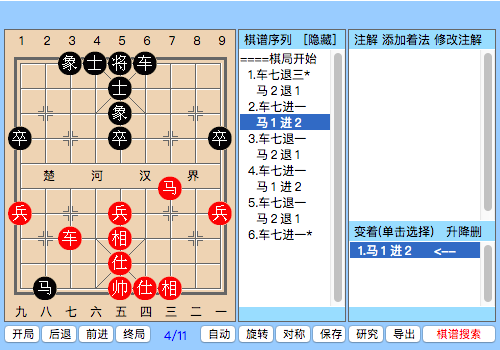 1 2 3 4 5 6 7 8 9
象 士 将 车
士
象
卒 卒 卒
楚 河 汉 界
马
兵 兵 兵
车 相
仕
马 帅 仕 相
九 八 七 六 五 四 三 二 一
棋谱序列 [隐藏]
====棋局开始
1.车七退三*
马2退1
2.车七进一
马1进2
3.车七退一
马2退1
4.车七进一
马1进2
5.车七退一
马2退1
6.车七进一*
注解 添加着法 修改注解
变着(单击选择) 升降删
1.马1进2 <--
开局 后退 前进 终局 4/11 自动 旋转 对称 保存 研究 导出 棋谱搜索